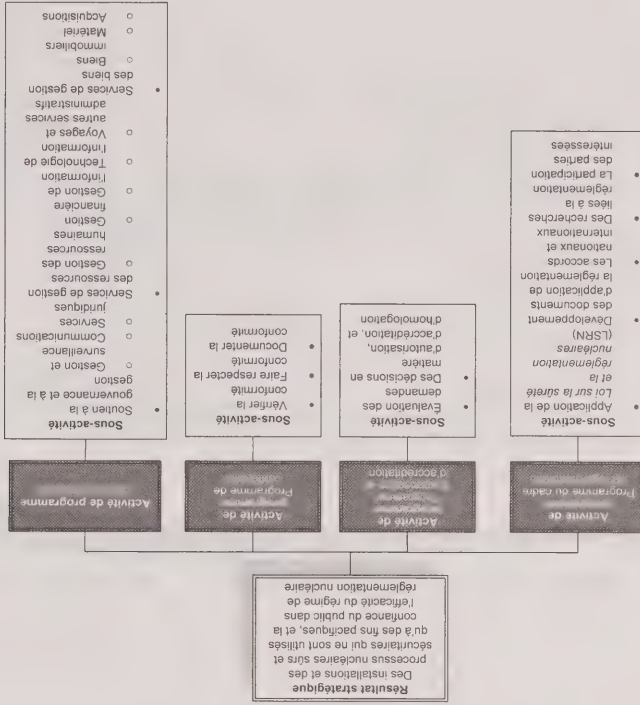 Résultat stratégique
Des installations et des
processus nucléaires sûrs et
sécuritaires qui ne sont utilisés
qu'à des fins pacifiques, et la
confiance du public dans
l'efficacité du régime de
réglementation nucléaire
Activité de
Programme du cadre
Sous-activité
• Application de la
Loi sur la sûreté
et la
réglementation
nucléaires
(LSRN)
• Développement
des documents
d'application de
la réglementation
• Les accords
nationaux et
internationaux
• Des recherches
liées à la
réglementation
• La participation
des parties
intéressées
Activité de
d'accréditation
Sous-activité
• Évaluation des
demandes
• Des décisions en
matière
d'autorisation,
d'accréditation, et
d'homologation
Activité de
Programme de
Sous-activité
• Vérifier la
conformité
• Faire respecter la
conformité
• Documenter la
conformité
Activité de programme
Sous-activité
• Soutien à la
gouvernance et à la
gestion
○ Gestion et
surveillance
○ Communications
○ Services
juridiques
• Services de gestion
des ressources
○ Gestion des
ressources
humaines
○ Gestion
financière
○ Gestion de
l'information
○ Technologie de
l'information
○ Voyages et
autres services
administratifs
• Services de gestion
des biens
○ Biens
immobiliers
○ Matériel
○ Acquisitions